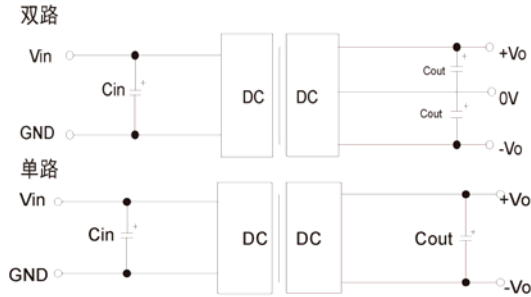 双路
Vin
Cin
GND
DC DC
Cout
Cout
+Vo
0V
-Vo
单路
Vin
Cin
GND
DC DC
Cout
+Vo
-Vo